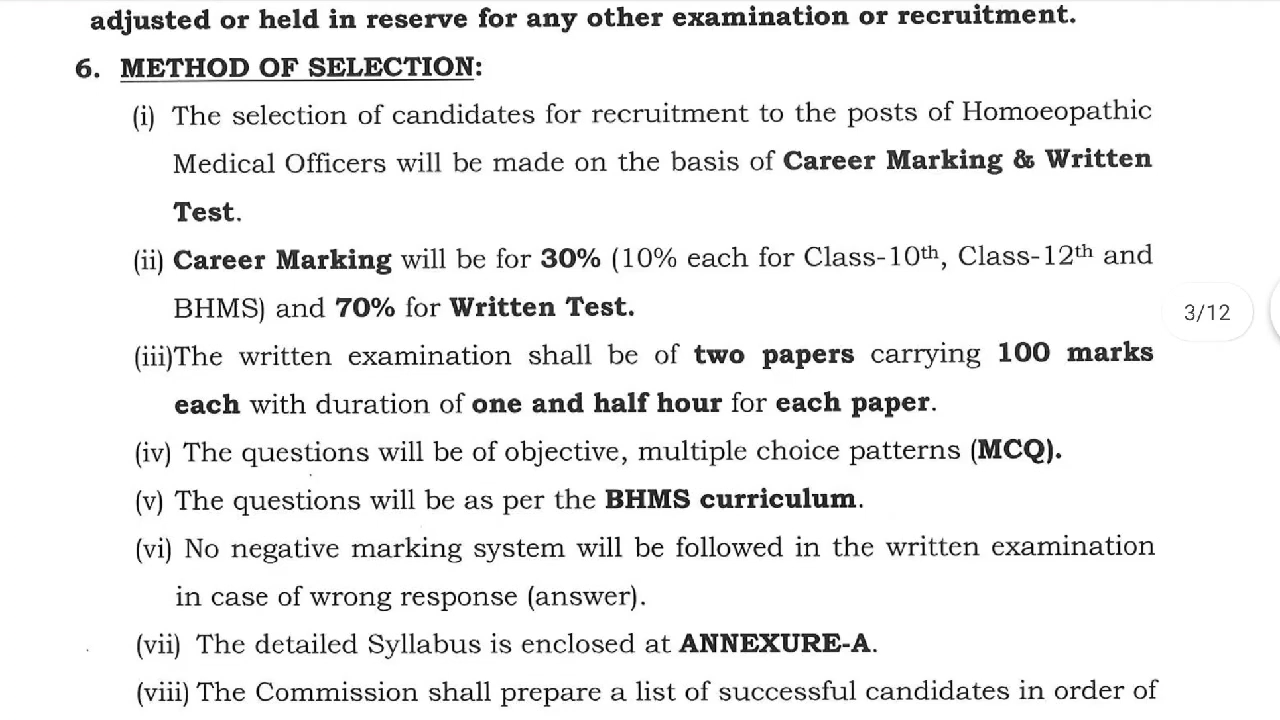 adjusted or held in reserve for any other examination or recruitment.
6. METHOD OF SELECTION:
(i) The selection of candidates for recruitment to the posts of Homoeopathic
Medical Officers will be made on the basis of Career Marking & Written
Test.
(ii) Career Marking will be for 30% (10% each for Class-10th, Class-12th and
BHMS) and 70% for Written Test.
3/12
(iii)The written examination shall be of two papers carrying 100 marks
each with duration of one and half hour for each paper.
(iv) The questions will be of objective, multiple choice patterns (MCQ).
(v) The questions will be as per the BHMS curriculum.
(vi) No negative marking system will be followed in the written examination
in case of wrong response (answer).
(vii) The detailed Syllabus is enclosed at ANNEXURE-A.
(viii) The Commission shall prepare a list of successful candidates in order of